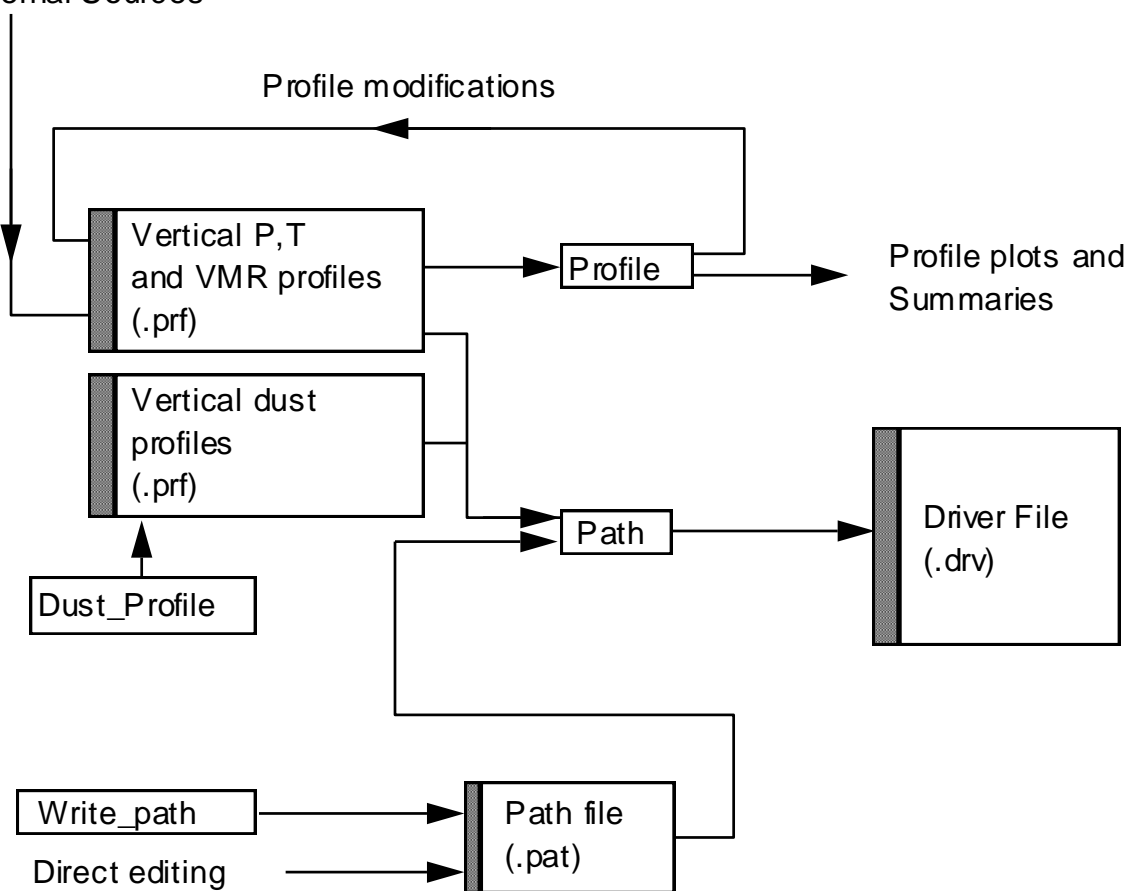 Profile modifications
Vertical P,T
and VMR profiles
(.prf)
Profile
Profile plots and
Summaries
Vertical dust
profiles
(.prf)
Path
Driver File
(.drv)
Dust_Profile
Write_path
Path file
(.pat)
Direct editing